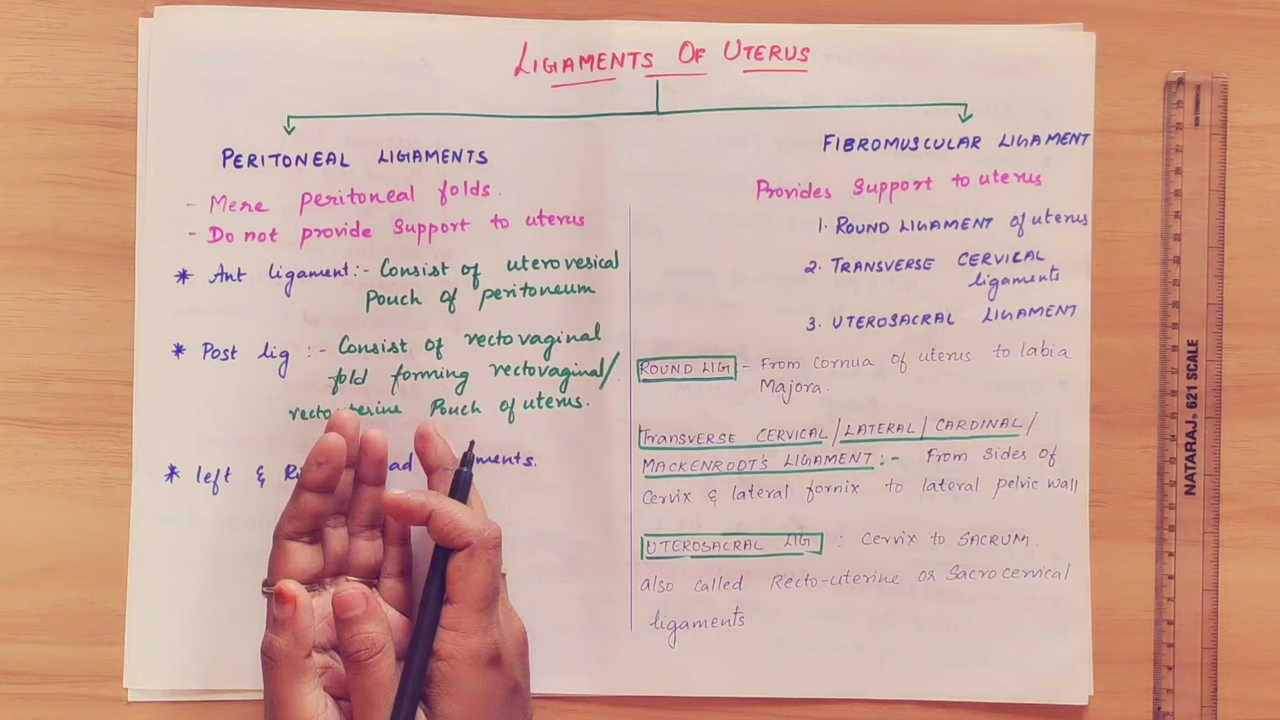 LIGAMENTS OF UTERUS
PERITONEAL LIGAMENTS
- Mere peritoneal folds.
- Do not provide Support to uterus
* Ant ligament:- Consist of uterovesical
Pouch of peritoneum
* Post lig :- Consist of rectovaginal
fold forming rectovaginal/
Pouch of uterus.
* left &
FIBROMUSCULAR LIGAMENT
Provides Support to uterus
1. ROUND LIGAMENT of uterus
2. TRANSVERSE CERVICAL
ligaments
3. UTEROSACRAL LIGAMENT
ROUND LIG - From Cornua of uterus to labia
Majora.
TRANSVERSE CERVICAL / LATERAL / CARDINAL /
MACKENRODT'S LIGAMENT :- From sides of
Cervix & lateral fornix to lateral pelvic wall
UTEROSACRAL LIG : Cervix to SACRUM.
also called Recto-uterine or Sacrocervical
ligaments
NATARAJ 621 SCALE